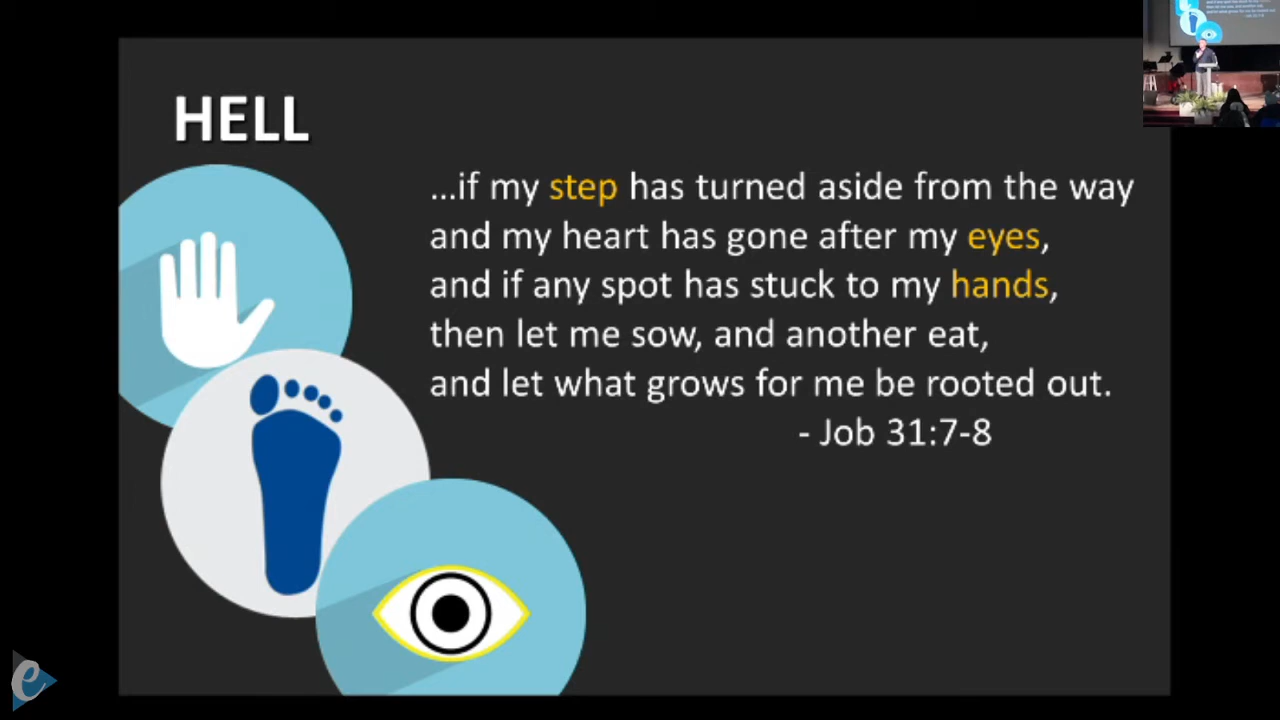 HELL
...if my step has turned aside from the way
and my heart has gone after my eyes,
and if any spot has stuck to my hands,
then let me sow, and another eat,
and let what grows for me be rooted out.
- Job 31:7-8
e